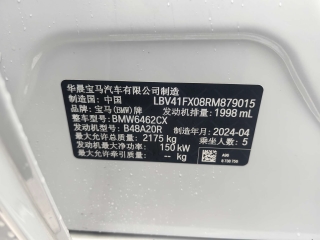 华晨宝马汽车有限公司制造
制造国：中国 LBV41FX08RM879015
品牌：宝马(BMW)牌 发动机排量：1998 mL
整车型号：BMW6462CX
发动机型号：B48A20R 制造年月：2024-04
最大允许总质量：2175 kg 乘坐人数：5
发动机最大净功率：150 kW
最大允许牵引质量：-- kg
A96